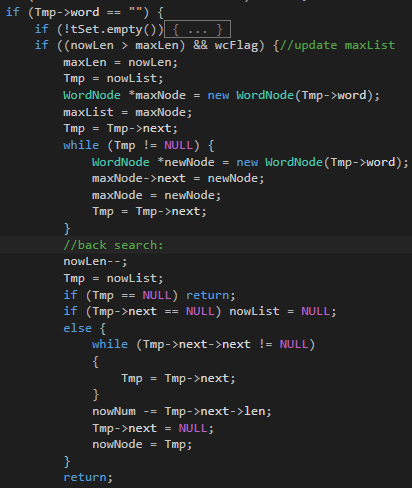 if (Tmp->word == "") {
if (!tSet.empty()) { ... }
if ((nowLen > maxLen) && wcFlag) {//update maxList
maxLen = nowLen;
Tmp = nowList;
WordNode *maxNode = new WordNode(Tmp->word);
maxList = maxNode;
Tmp = Tmp->next;
while (Tmp != NULL) {
WordNode *newNode = new WordNode(Tmp->word);
maxNode->next = newNode;
maxNode = newNode;
Tmp = Tmp->next;
}
//back search:
nowLen--;
Tmp = nowList;
if (Tmp == NULL) return;
if (Tmp->next == NULL) nowList = NULL;
else {
while (Tmp->next->next != NULL)
{
Tmp = Tmp->next;
}
nowNum -= Tmp->next->len;
Tmp->next = NULL;
nowNode = Tmp;
}
return;